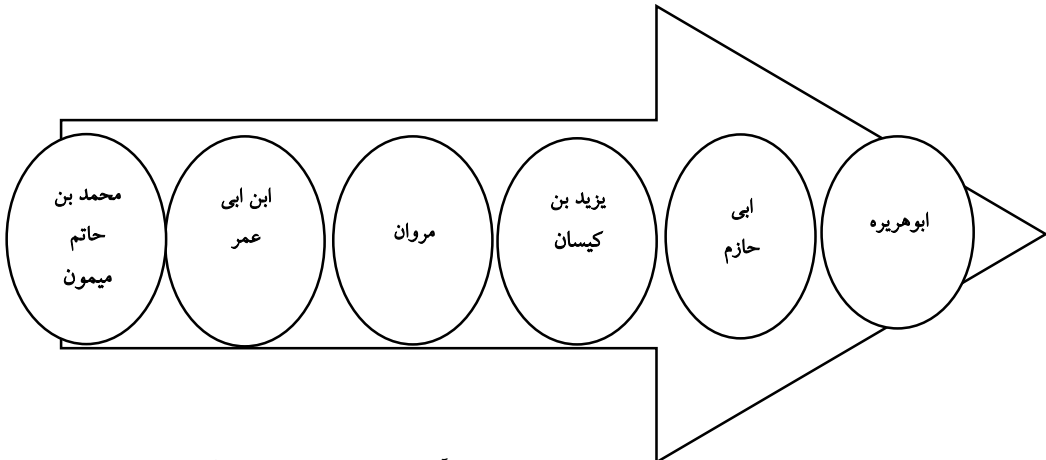 ابوهریره
ابی
حازم
یزید بن
کیسان
مروان
ابن ابی
عمر
محمد بن
حاتم
میمون